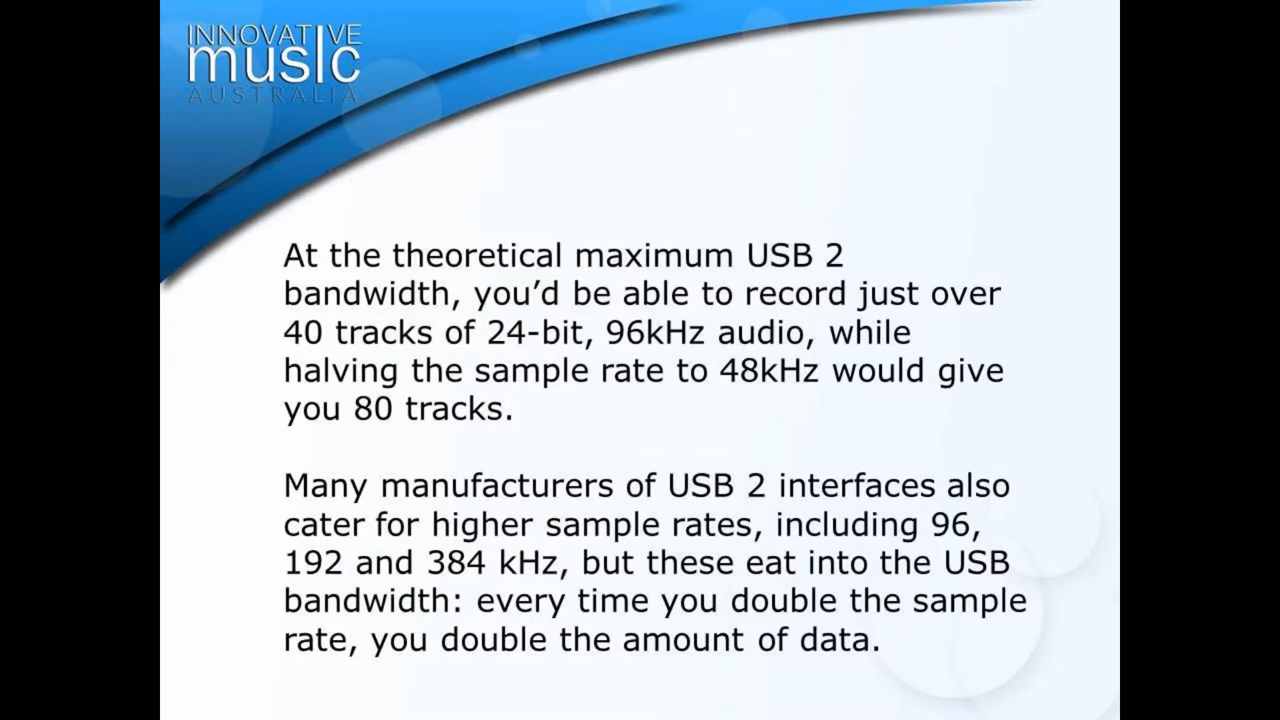 INNOVATIVE
music
AUSTRALIA
At the theoretical maximum USB 2
bandwidth, you’d be able to record just over
40 tracks of 24-bit, 96kHz audio, while
halving the sample rate to 48kHz would give
you 80 tracks.
Many manufacturers of USB 2 interfaces also
cater for higher sample rates, including 96,
192 and 384 kHz, but these eat into the USB
bandwidth: every time you double the sample
rate, you double the amount of data.